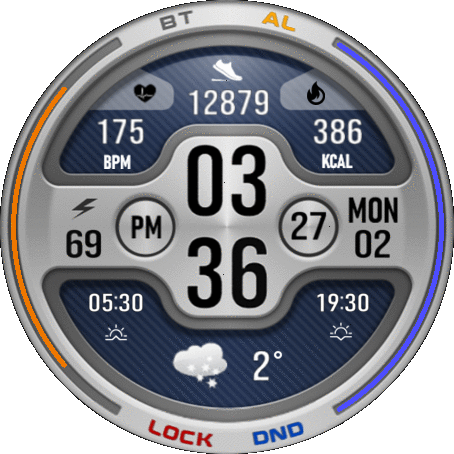 BT AL
12879
175 386
BPM KCAL
03
PM 27 MON
69 02
36
05:30 19:30
2°
LOCK DND